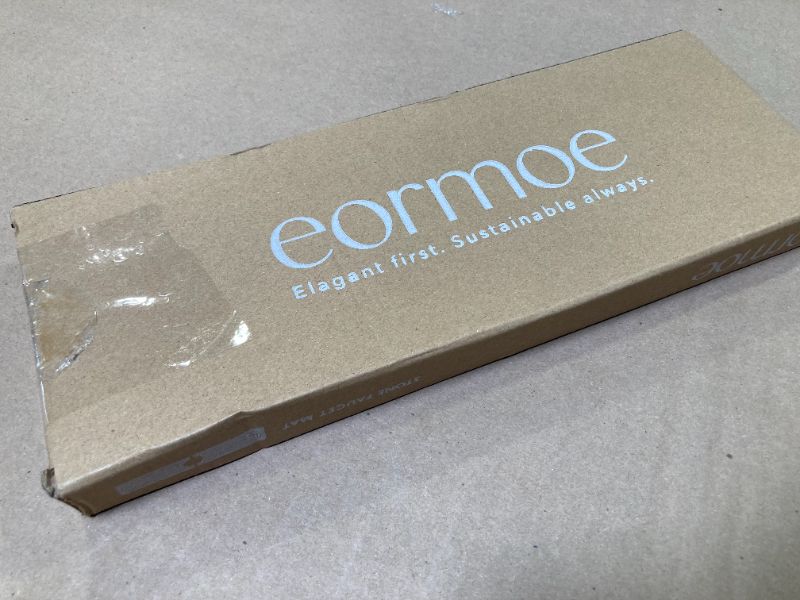 eormoe
Elagant first. Sustainable always.
STONE FAUCET MAT